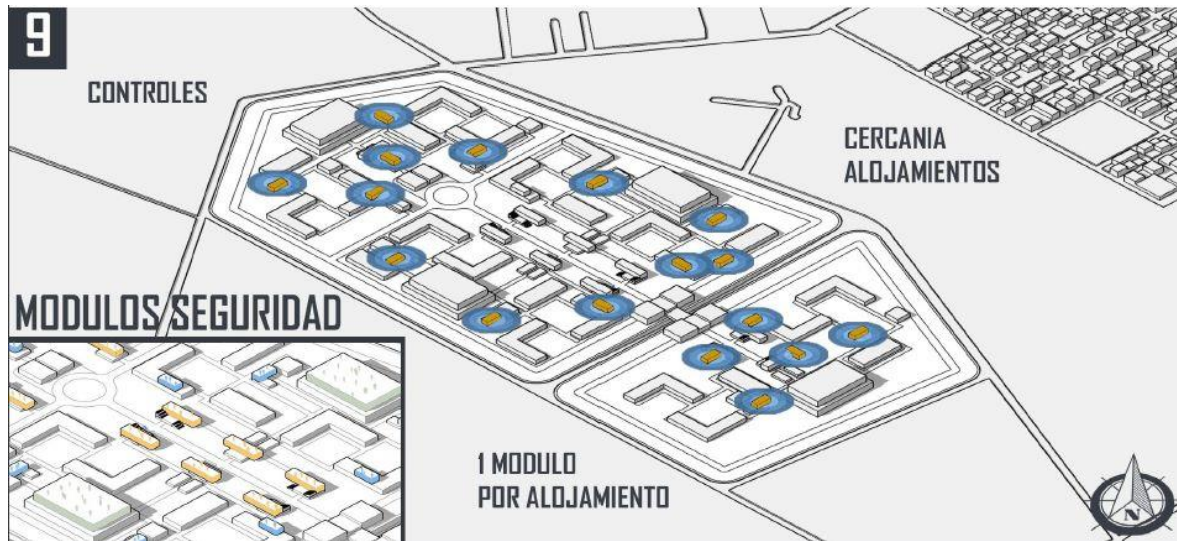 9
CONTROLES
CERCANIA
ALOJAMIENTOS
MODULOS SEGURIDAD
1 MODULO
POR ALOJAMIENTO
N